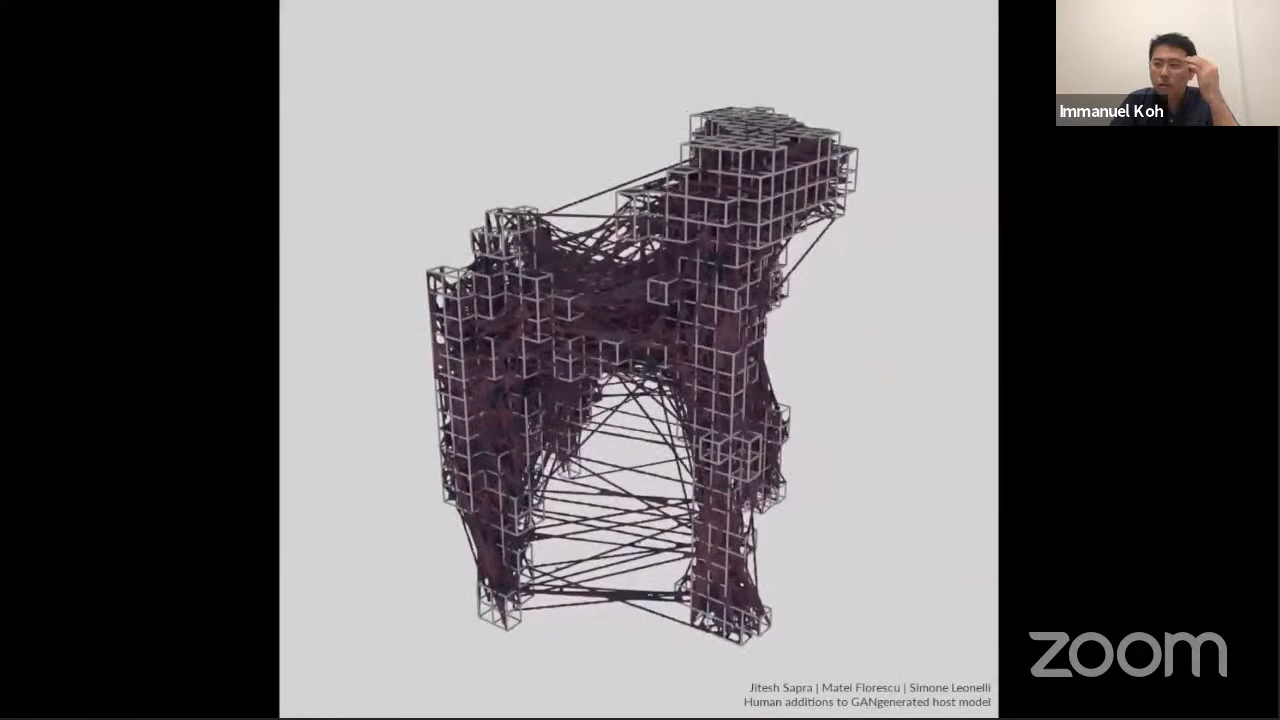 Immanuel Koh
zoom
Jitesh Sapra | Matei Florescu | Simone Leonelli
Human additions to GANgenerated host model